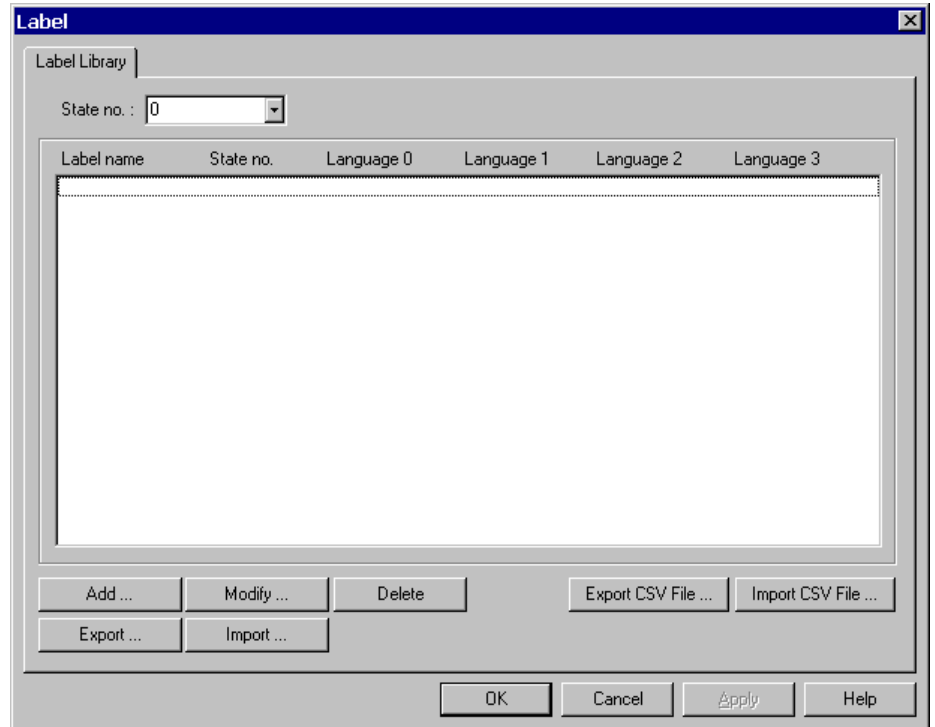 Label
Label Library
State no. : 0
Label name State no. Language 0 Language 1 Language 2 Language 3
Add ... Modify ... Delete Export CSV File ... Import CSV File ...
Export ... Import ...
OK Cancel Apply Help